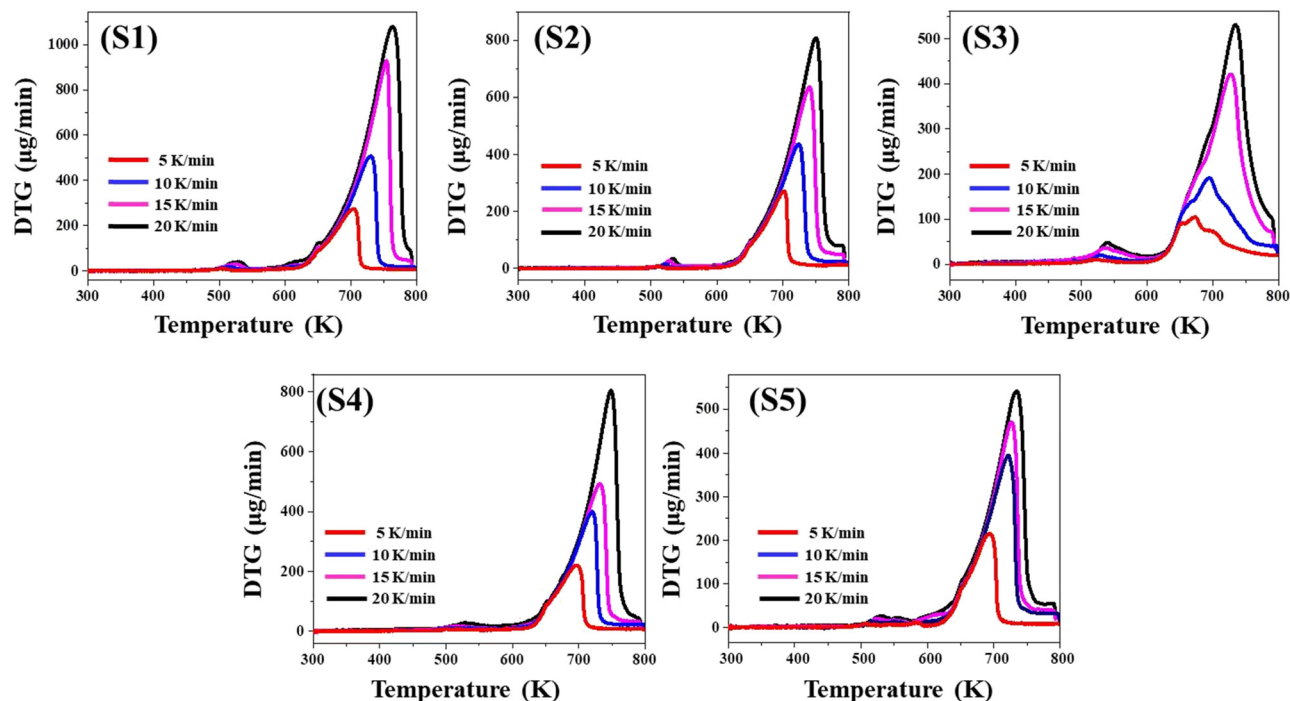 (S1)
DTG (µg/min)
1000
800
600
400
200
0
5 K/min
10 K/min
15 K/min
20 K/min
300 400 500 600 700 800
Temperature (K)
(S2)
DTG (µg/min)
800
600
400
200
0
5 K/min
10 K/min
15 K/min
20 K/min
300 400 500 600 700 800
Temperature (K)
(S3)
DTG (µg/min)
500
400
300
200
100
0
5 K/min
10 K/min
15 K/min
20 K/min
300 400 500 600 700 800
Temperature (K)
(S4)
DTG (µg/min)
800
600
400
200
0
5 K/min
10 K/min
15 K/min
20 K/min
300 400 500 600 700 800
Temperature (K)
(S5)
DTG (µg/min)
500
400
300
200
100
0
5 K/min
10 K/min
15 K/min
20 K/min
300 400 500 600 700 800
Temperature (K)